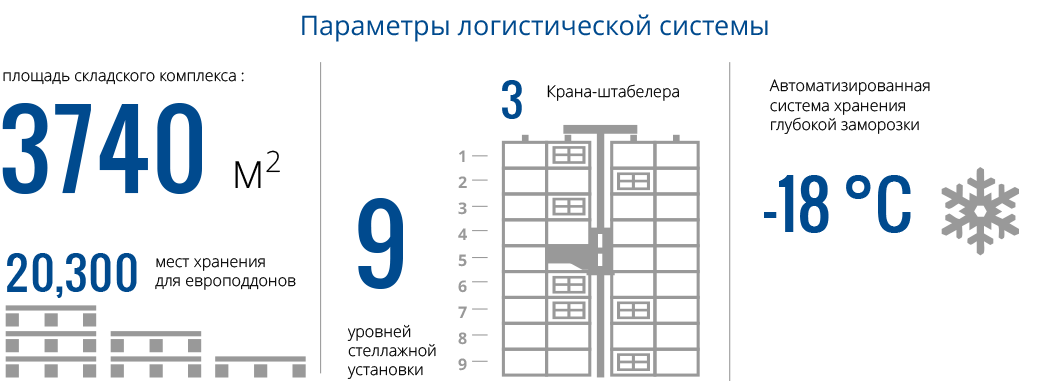 Параметры логистической системы
площадь складского комплекса :
3740 м2
20,300
мест хранения
для европоддонов
9
уровней
стеллажной
установки
3
Крана-штабелера
1
2
3
4
5
6
7
8
9
Автоматизированная
система хранения
глубокой заморозки
-18 °C